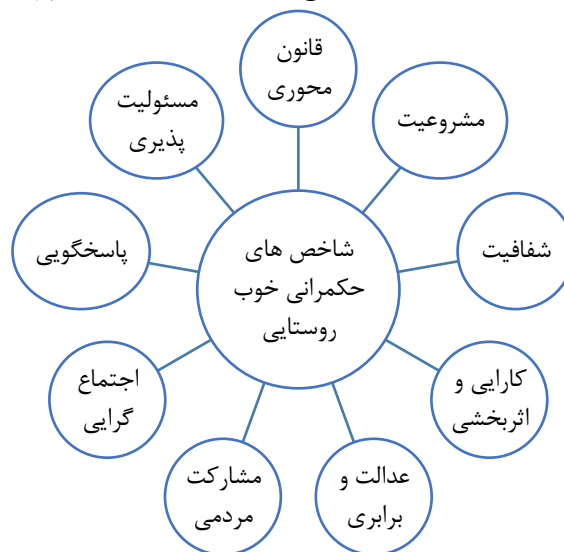 قانون
محوری
مشروعیت
شفافیت
کارایی و
اثربخشی
عدالت و
برابری
مشارکت
مردمی
اجتماع
گرایی
پاسخگویی
مسئولیت
پذیری
شاخص های
حکمرانی خوب
روستایی